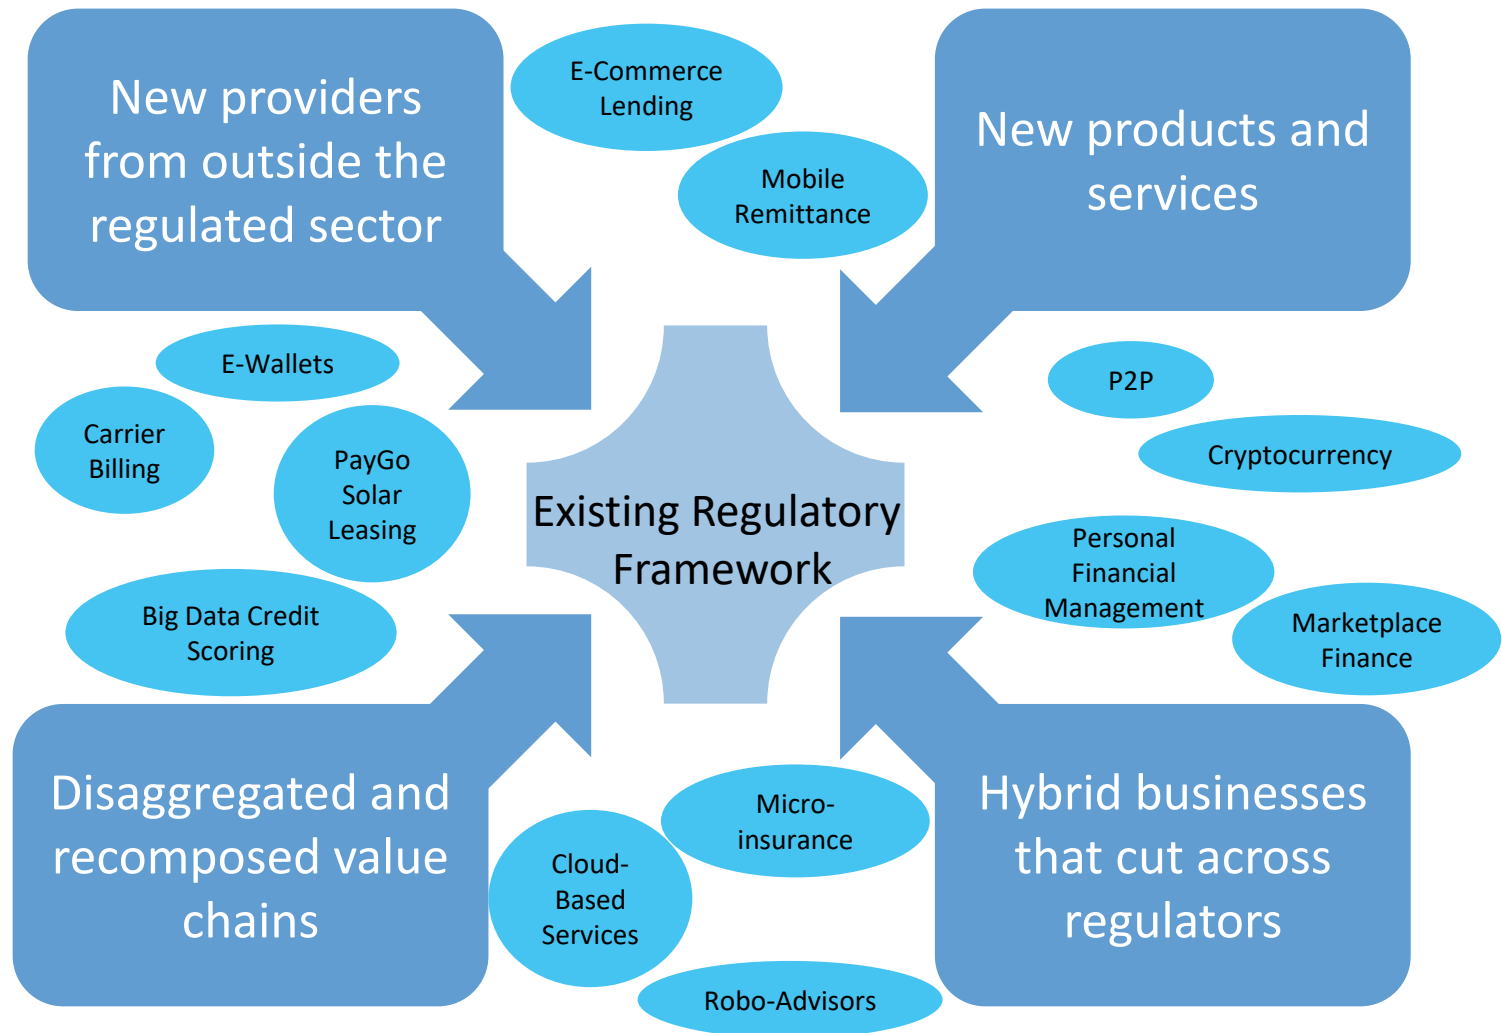 New providers
from outside the
regulated sector
E-Commerce
Lending
Mobile
Remittance
New products and
services
E-Wallets
Carrier
Billing
PayGo
Solar
Leasing
Big Data Credit
Scoring
Existing Regulatory
Framework
P2P
Cryptocurrency
Personal
Financial
Management
Marketplace
Finance
Disaggregated and
recomposed value
chains
Micro-
insurance
Cloud-
Based
Services
Robo-Advisors
Hybrid businesses
that cut across
regulators